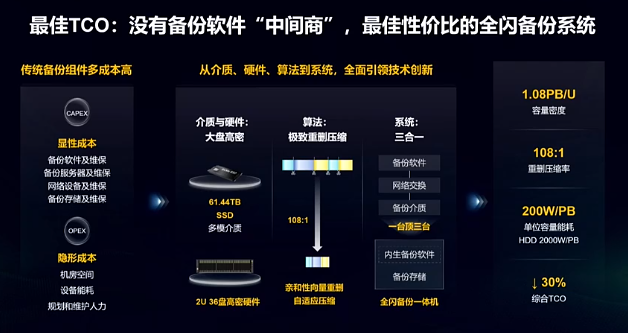 最佳TCO：没有备份软件“中间商”，最佳性价比的全闪备份系统
传统备份组件多成本高
CAPEX
显性成本
备份软件及维保
备份服务器及维保
网络设备及维保
备份存储及维保
OPEX
隐形成本
机房空间
设备能耗
规划和维护人力
从介质、硬件、算法到系统，全面引领技术创新
介质与硬件：
大盘高密
61.44TB
SSD
多模介质
2U 36盘高密硬件
算法：
极致重删压缩
108:1
亲和性向量重删
自适应压缩
系统：
三合一
备份软件
网络交换
备份介质
一台顶三台
内生备份软件
备份存储
全闪备份一体机
1.08PB/U
容量密度
108:1
重删压缩率
200W/PB
单位容量能耗
HDD 2000W/PB
↓ 30%
综合TCO